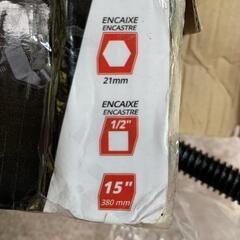 ENCAIXE
ENCASTRE
21mm
ENCAIXE
ENCASTRE
1/2"
15"
380 mm